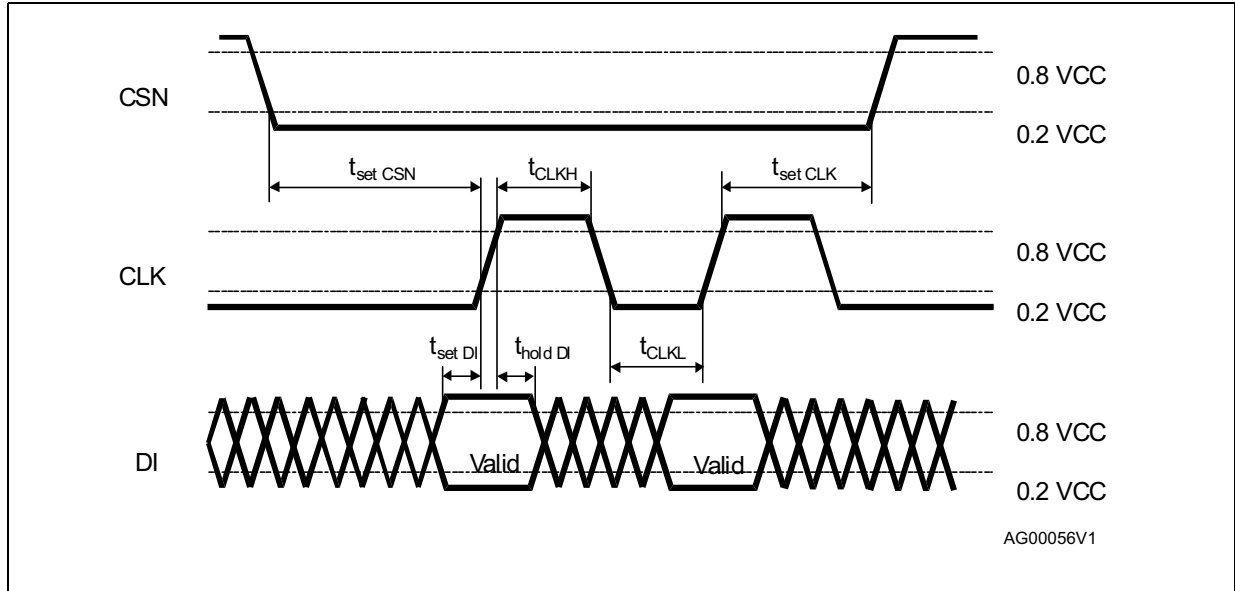 0.8 VCC
CSN
0.2 VCC
tset CSN
tCLKH
tset CLK
0.8 VCC
CLK
0.2 VCC
tset DI
thold DI
tCLKL
0.8 VCC
DI
Valid
Valid
0.2 VCC
AG00056V1